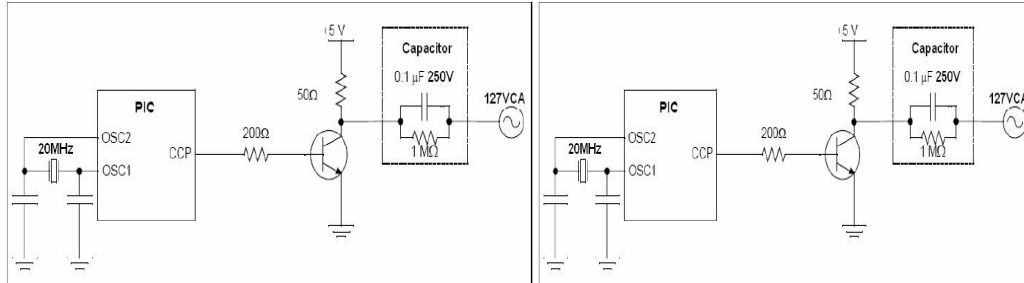 +5 V
Capacitor
0.1 µF 250V
50Ω
127VCA
PIC
OSC2
200Ω
1 MΩ
20MHz
CCP
OSC1
+5 V
Capacitor
0.1 µF 250V
50Ω
127VCA
PIC
OSC2
200Ω
1 MΩ
20MHz
CCP
OSC1